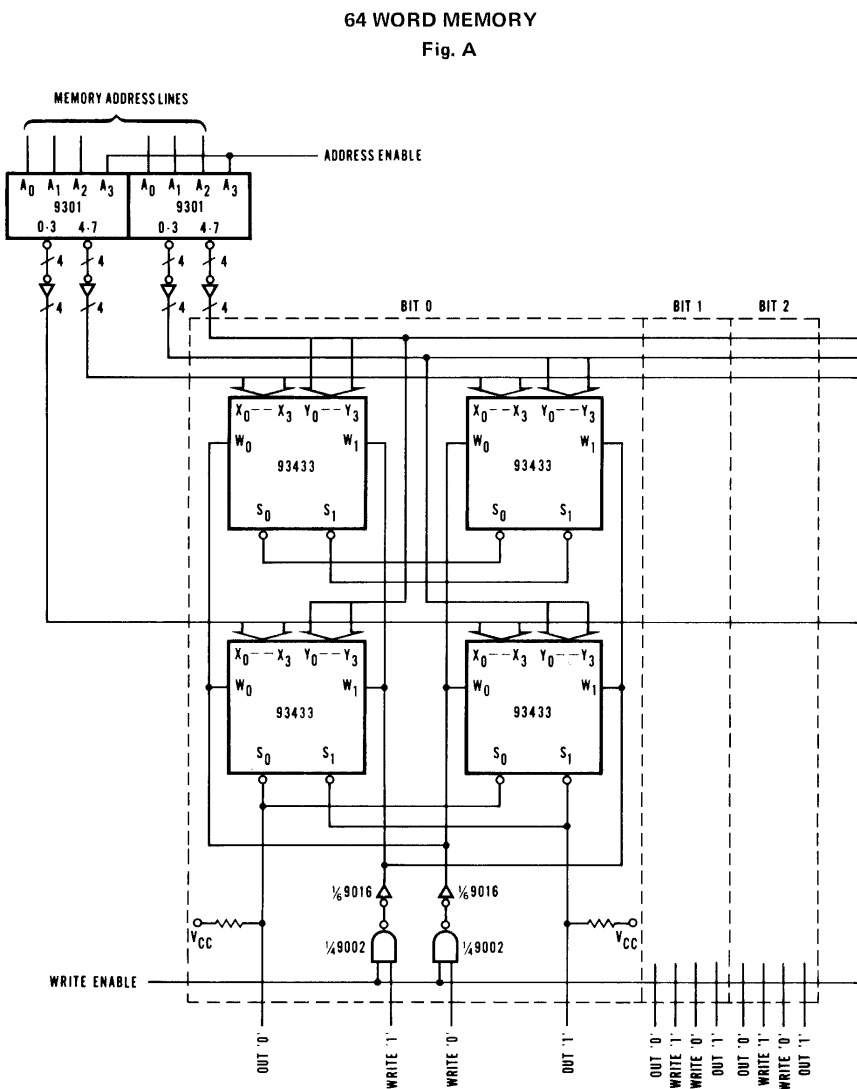 64 WORD MEMORY
Fig. A
MEMORY ADDRESS LINES
ADDRESS ENABLE
A0 A1 A2 A3 A0 A1 A2 A3
9301 9301
0-3 4-7 0-3 4-7
4 4 4 4
4 4 4 4
BIT 0 BIT 1 BIT 2
X0--X3 Y0--Y3 X0--X3 Y0--Y3
W0 W1 W0 W1
93433 93433
S0 S1 S0 S1
X0--X3 Y0--Y3 X0--X3 Y0--Y3
W0 W1 W0 W1
93433 93433
S0 S1 S0 S1
1/6 9016 1/6 9016
VCC 1/4 9002 1/4 9002 VCC
WRITE ENABLE
OUT '0'
WRITE '1'
WRITE '0'
OUT '1'
OUT '0'
WRITE '1'
WRITE '0'
OUT '1'
OUT '0'
WRITE '1'
WRITE '0'
OUT '1'